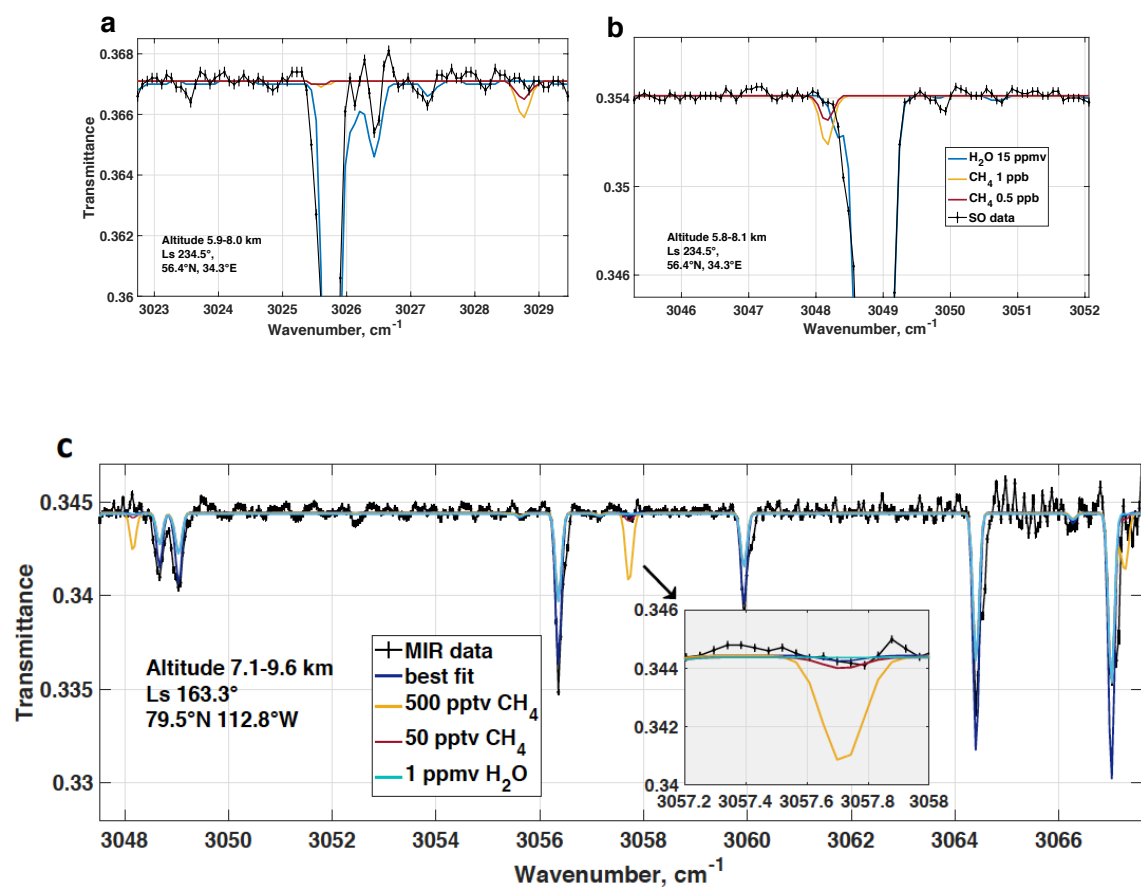 a
0.368
0.366
0.364
0.362
0.36
Transmittance
Altitude 5.9-8.0 km
Ls 234.5°,
56.4°N, 34.3°E
3023 3024 3025 3026 3027 3028 3029
Wavenumber, cm-1
b
0.354
0.35
0.346
H2O 15 ppmv
CH4 1 ppb
CH4 0.5 ppb
SO data
Altitude 5.8-8.1 km
Ls 234.5°,
56.4°N, 34.3°E
3046 3047 3048 3049 3050 3051 3052
Wavenumber, cm-1
c
0.345
0.34
0.335
0.33
Transmittance
Altitude 7.1-9.6 km
Ls 163.3°
79.5°N 112.8°W
MIR data
best fit
500 pptv CH4
50 pptv CH4
1 ppmv H2O
0.346
0.344
0.342
0.34
3057.2 3057.4 3057.6 3057.8 3058
3048 3050 3052 3054 3056 3058 3060 3062 3064 3066
Wavenumber, cm-1